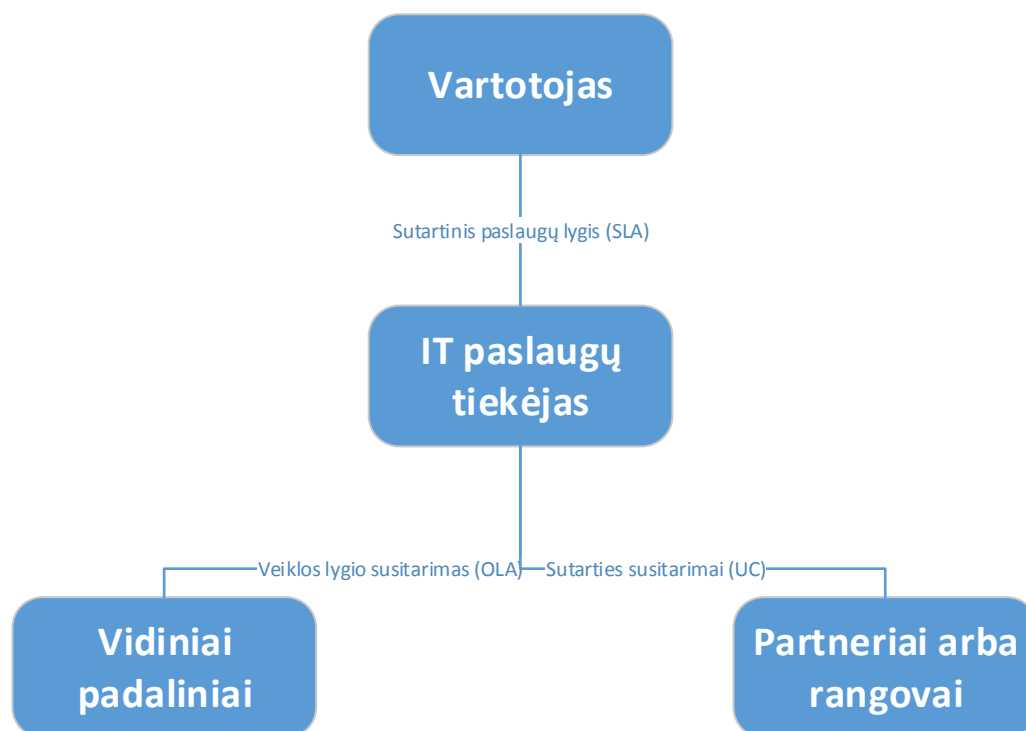 Vartotojas
Sutartinis paslaugų lygis (SLA)
IT paslaugų
tiekėjas
Veiklos lygio susitarimas (OLA)
Sutarties susitarimai (UC)
Vidiniai
padaliniai
Partneriai arba
rangovai